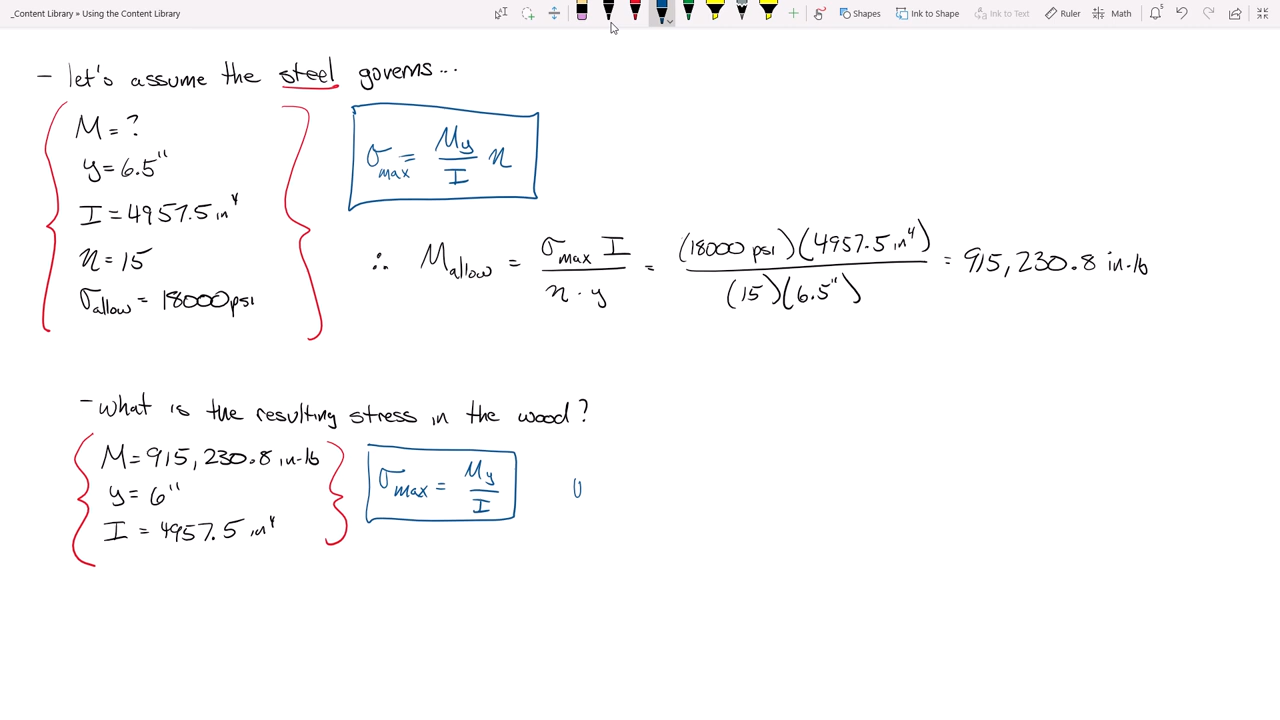 _Content Library » Using the Content Library
Shapes
Ink to Shape
Ink to Text
Ruler
Math
- let's assume the steel governs...
M = ?
y = 6.5"
I = 4957.5 in⁴
n = 15
σallow = 18000 psi
σmax = My/I n
∴ Mallow = σmax I / n · y = (18000 psi)(4957.5 in⁴) / (15)(6.5") = 915,230.8 in·lb
- what is the resulting stress in the wood?
M = 915,230.8 in·lb
y = 6"
I = 4957.5 in⁴
σmax = My/I